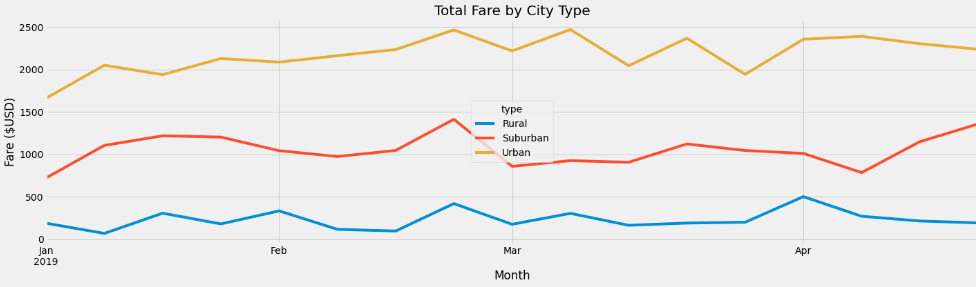 Total Fare by City Type
2500
2000
1500
1000
500
0
Fare ($USD)
type
Rural
Suburban
Urban
Jan
2019
Feb
Mar
Apr
Month